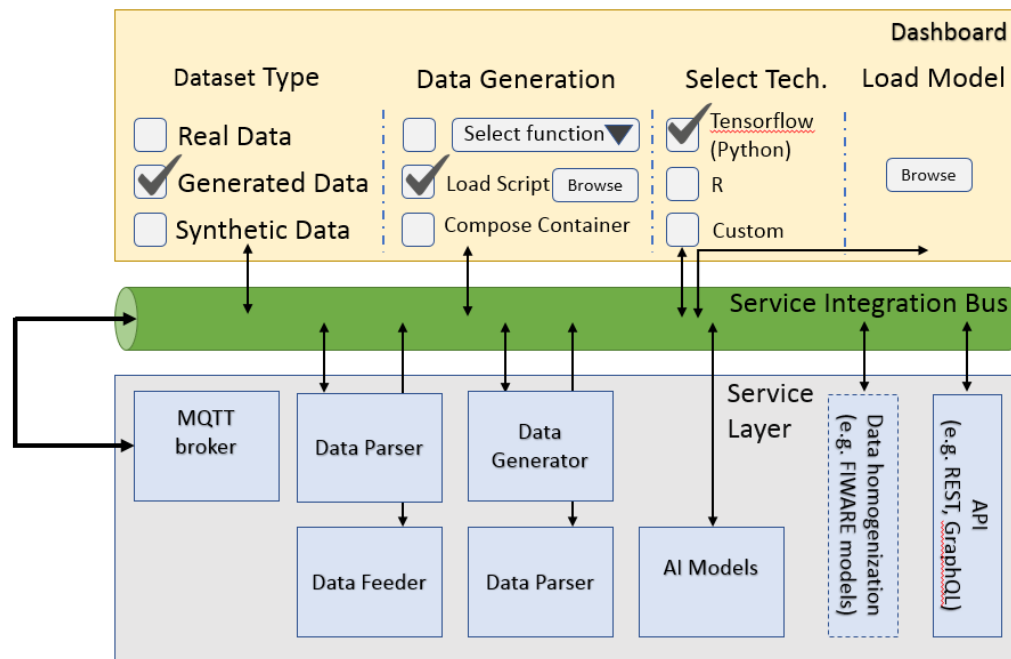 Dashboard
Dataset Type
Data Generation
Select Tech.
Load Model
Real Data
Select function
Tensorflow
(Python)
Generated Data
Load Script
Browse
R
Browse
Synthetic Data
Compose Container
Custom
Service Integration Bus
Service
Layer
MQTT
broker
Data Parser
Data
Generator
Data Feeder
Data Parser
AI Models
Data homogenization
(e.g. FIWARE models)
API
(e.g. REST, GraphQL)